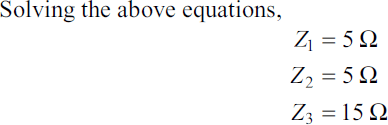 Solving the above equations,
Z₁ = 5 Ω
Z₂ = 5 Ω
Z₃ = 15 Ω